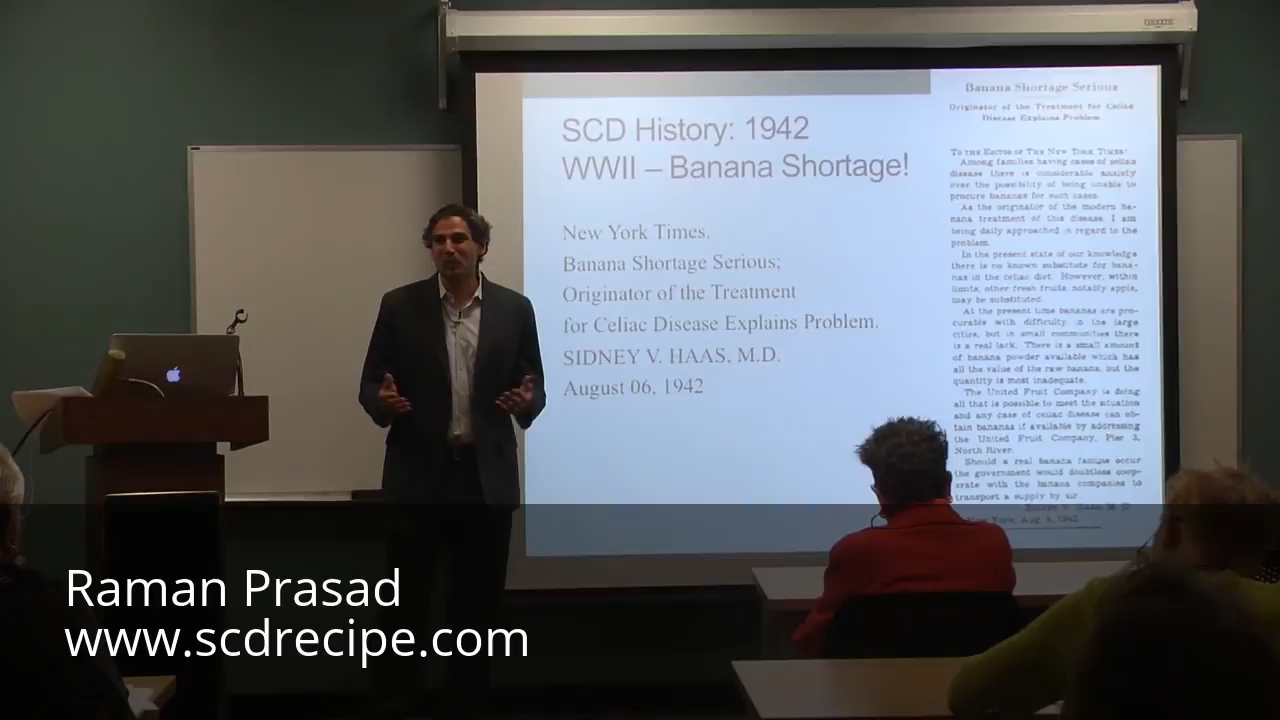 SCD History: 1942
WWII – Banana Shortage!
New York Times.
Banana Shortage Serious;
Originator of the Treatment
for Celiac Disease Explains Problem.
SIDNEY V. HAAS, M.D.
August 06, 1942
Banana Shortage Serious
Originator of the Treatment for Celiac
Disease Explains Problem
TO THE EDITOR OF THE NEW YORK TIMES:
Among families having cases of celiac
disease there is considerable anxiety
over the possibility of being unable to
procure bananas for such cases.
As the originator of the modern ba-
nana treatment of this disease, I am
being daily approached in regard to the
problem.
In the present state of our knowledge
there is no known substitute for bana-
nas in the celiac diet. However, within
limits, other fresh fruits, notably apple,
may be substituted.
At the present time bananas are pro-
curable with difficulty in the large
cities, but in small communities there
is a real lack. There is a small amount
of banana powder available which has
all the value of the raw banana, but the
quantity is most inadequate.
The United Fruit Company is doing
all that is possible to meet the situation
and any case of celiac disease can ob-
tain bananas if available by addressing
the United Fruit Company, Pier 3,
North River.
Should a real banana famine occur
the government would doubtless coop-
erate with the banana companies to
transport a supply by air.
SIDNEY V. HAAS, M. D.
New York, Aug. 4, 1942.
Raman Prasad
www.scdrecipe.com